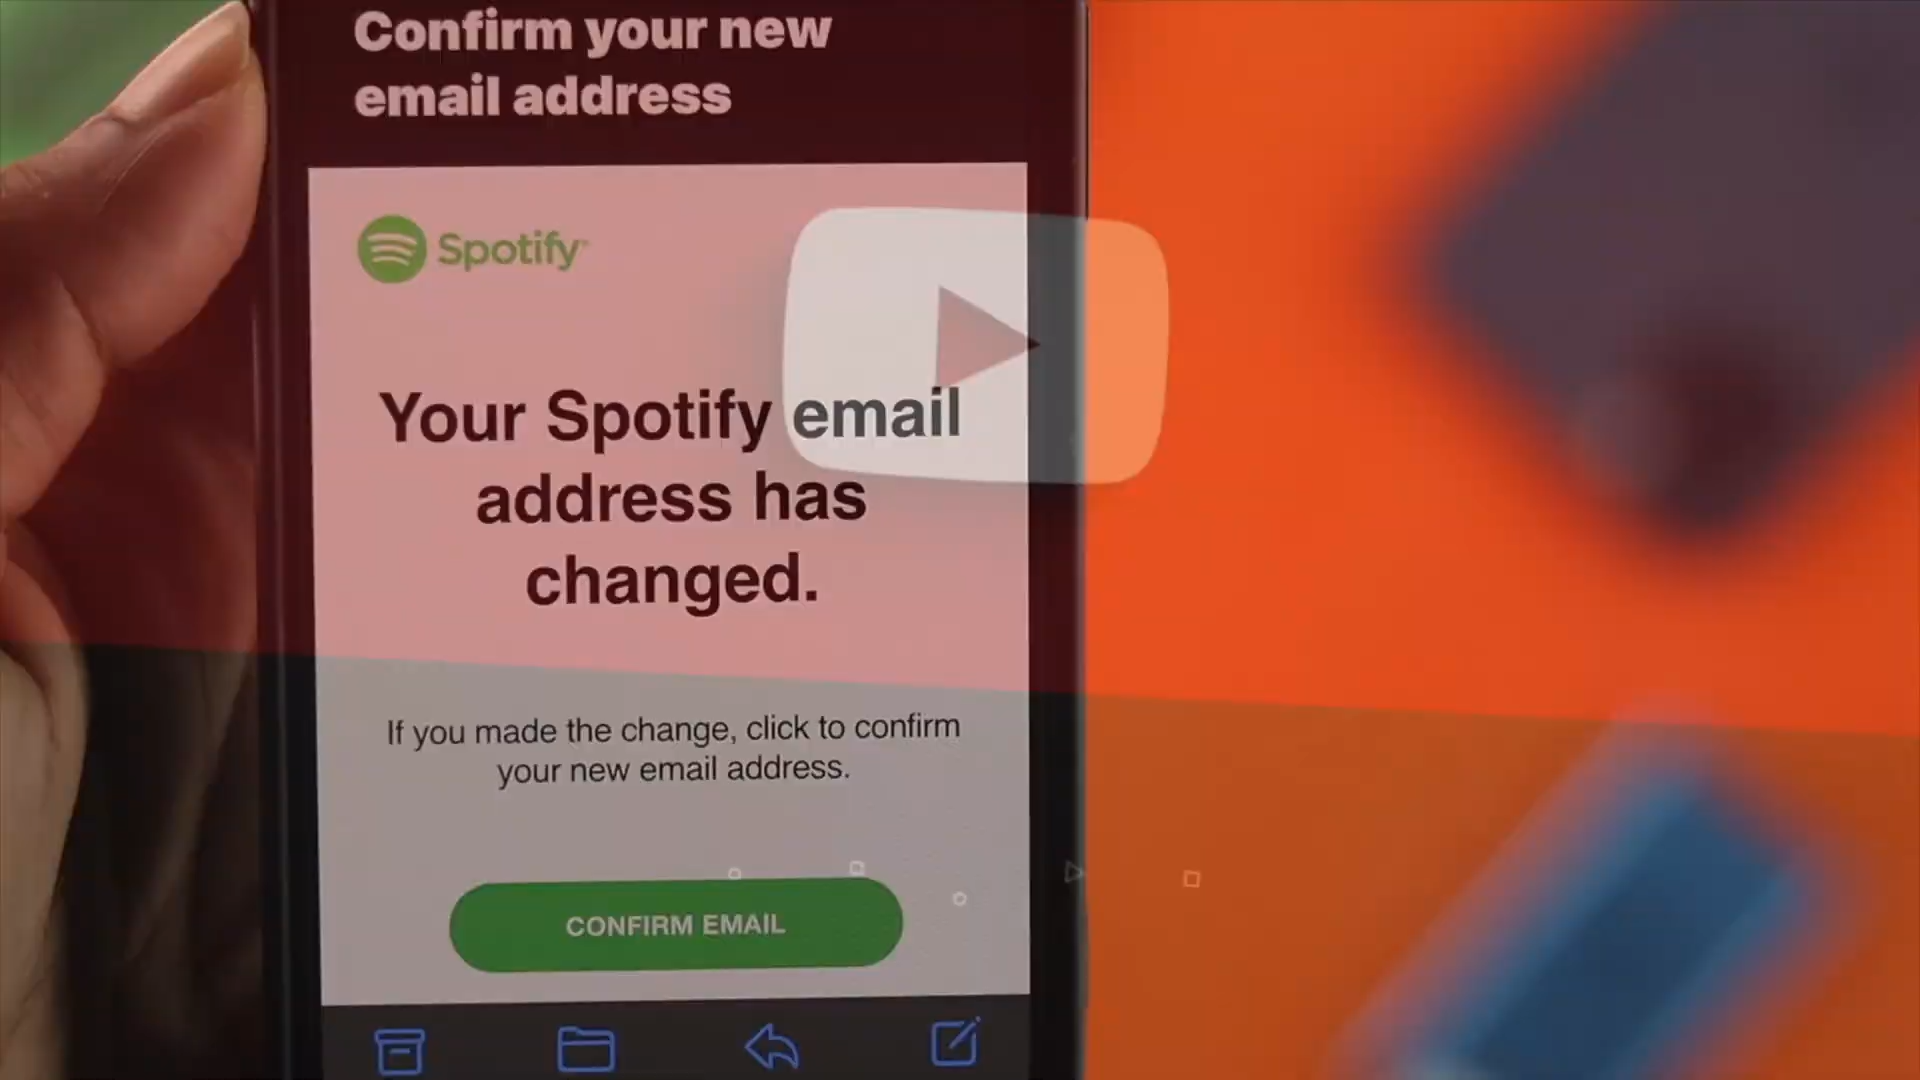 Confirm your new
email address
Spotify
Your Spotify email
address has
changed.
If you made the change, click to confirm
your new email address.
CONFIRM EMAIL